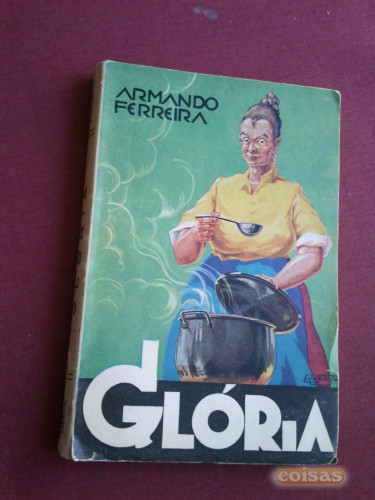 ARMANDO
FERREIRA
GLÓRIA
coisas